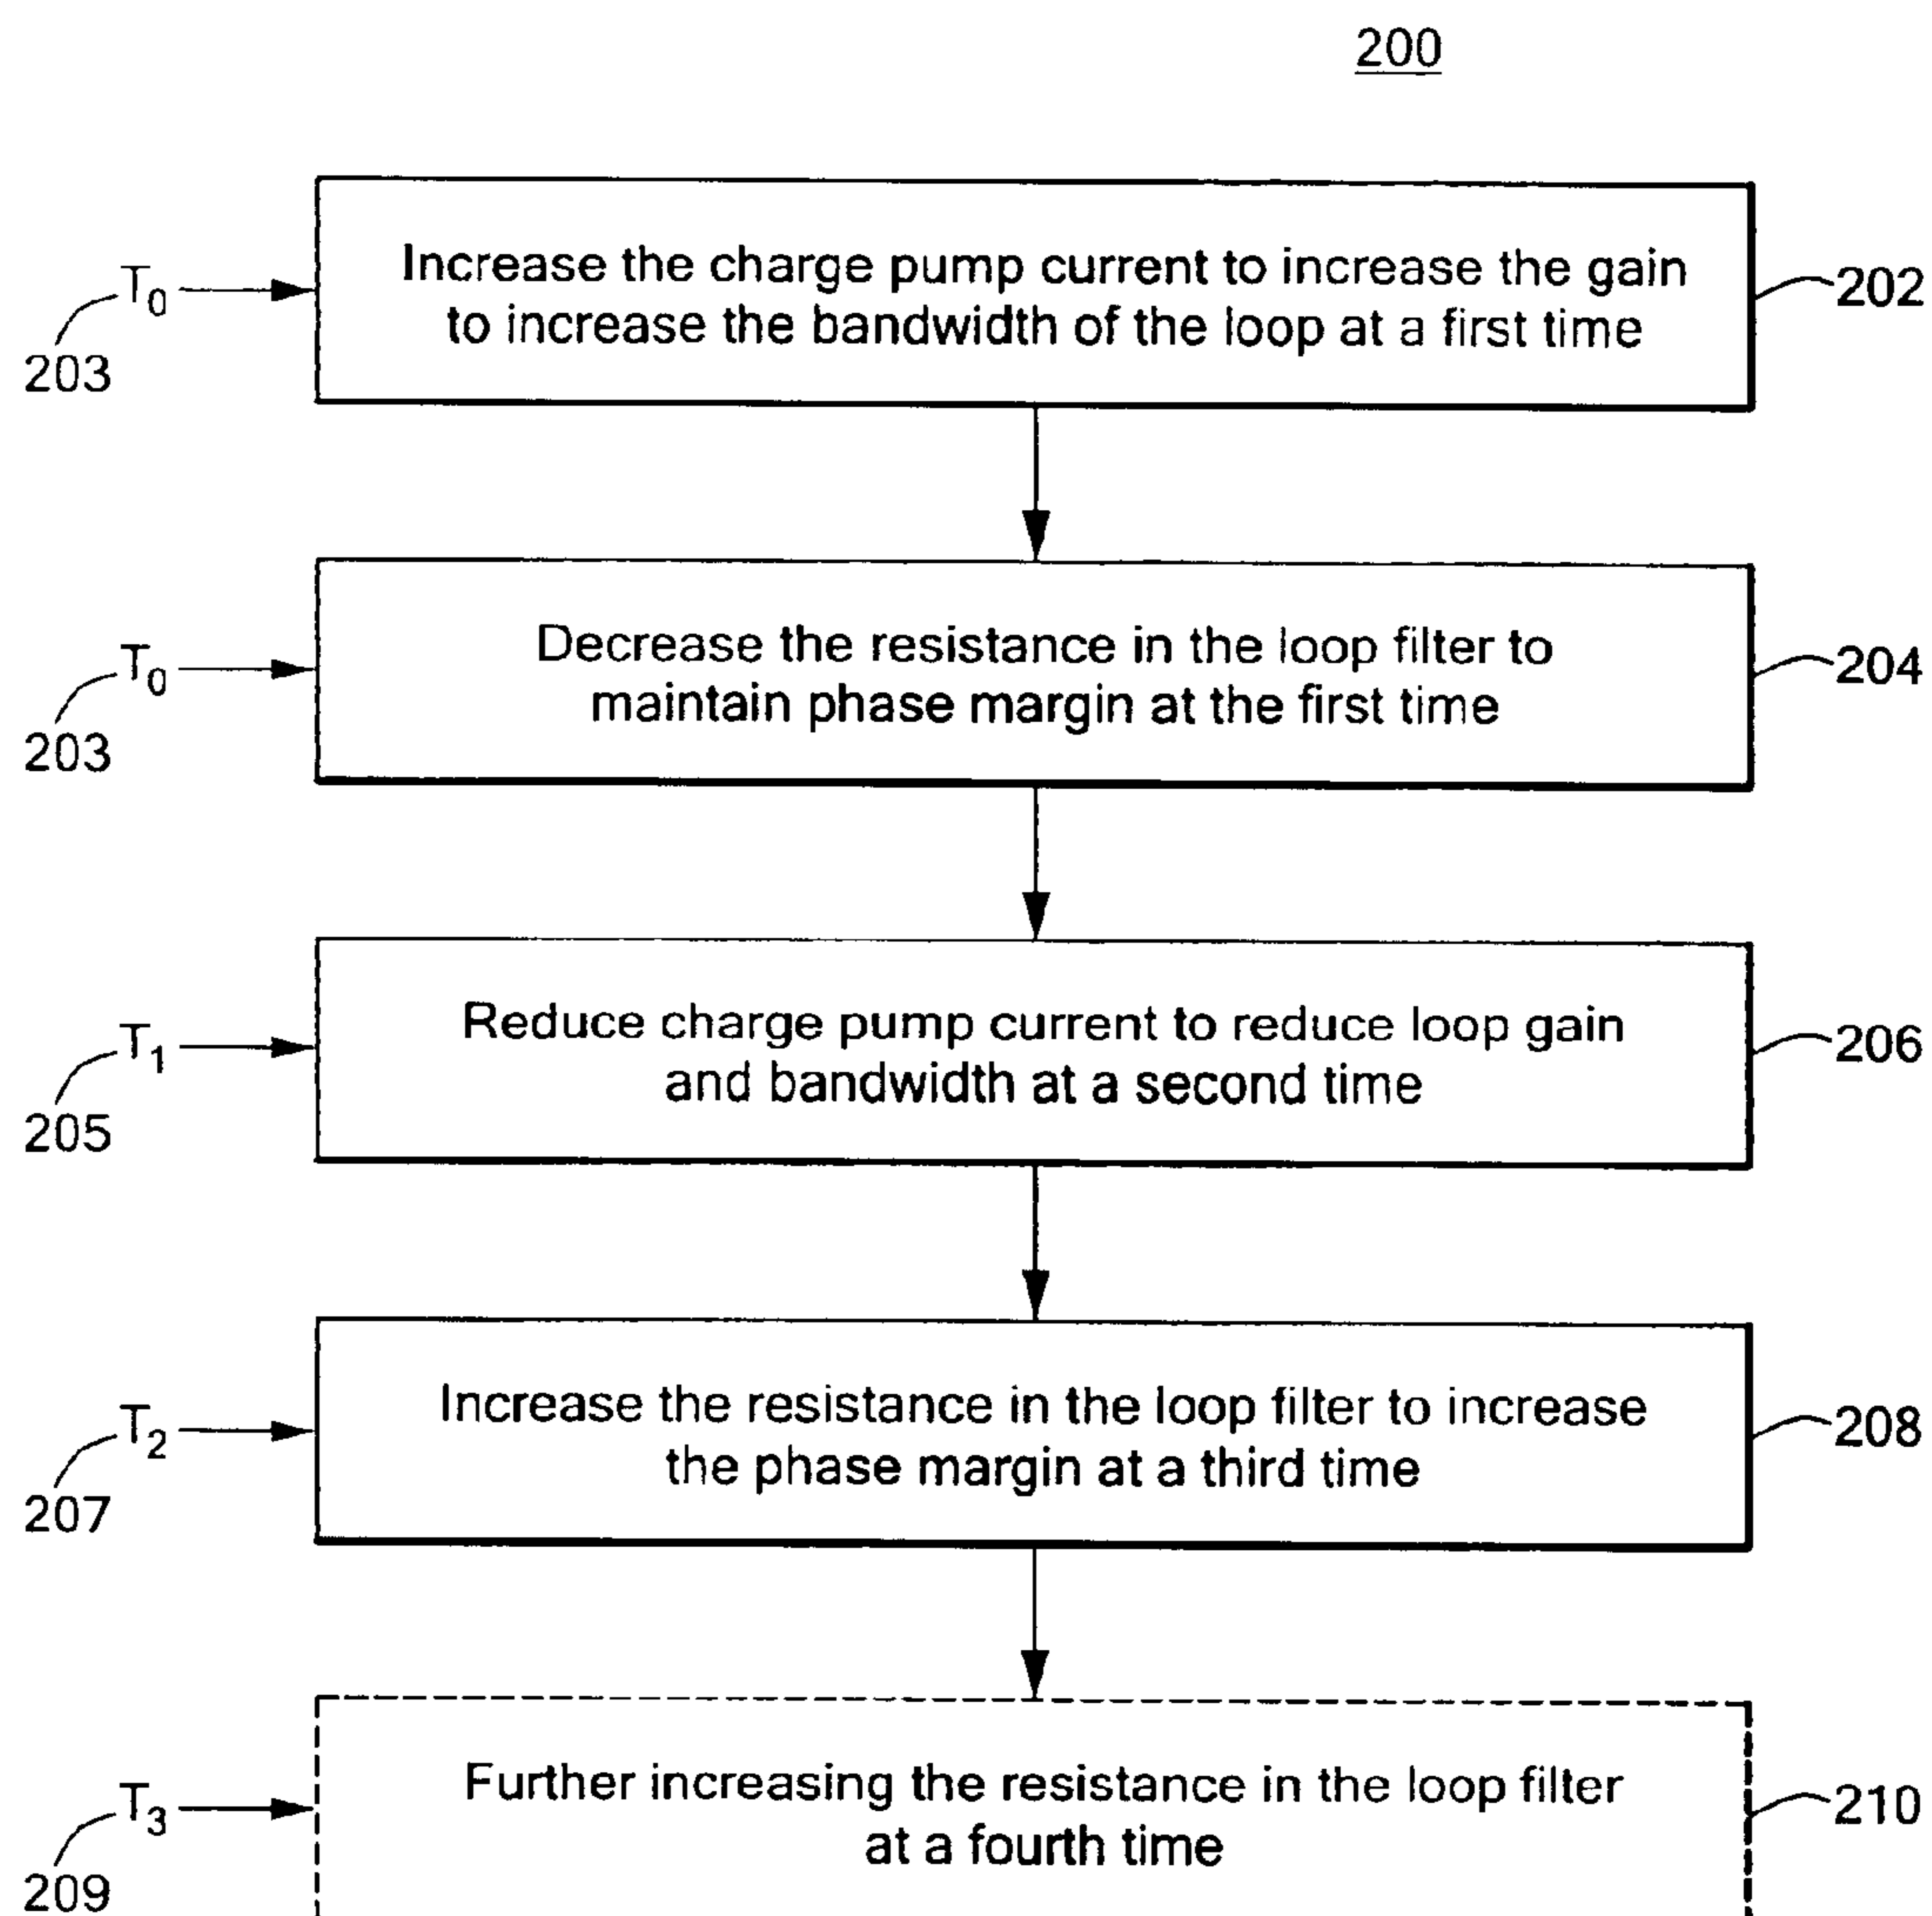 200
Increase the charge pump current to increase the gain
to increase the bandwidth of the loop at a first time
T0
203
202
Decrease the resistance in the loop filter to
maintain phase margin at the first time
T0
203
204
Reduce charge pump current to reduce loop gain
and bandwidth at a second time
T1
205
206
Increase the resistance in the loop filter to increase
the phase margin at a third time
T2
207
208
Further increasing the resistance in the loop filter
at a fourth time
T3
209
210